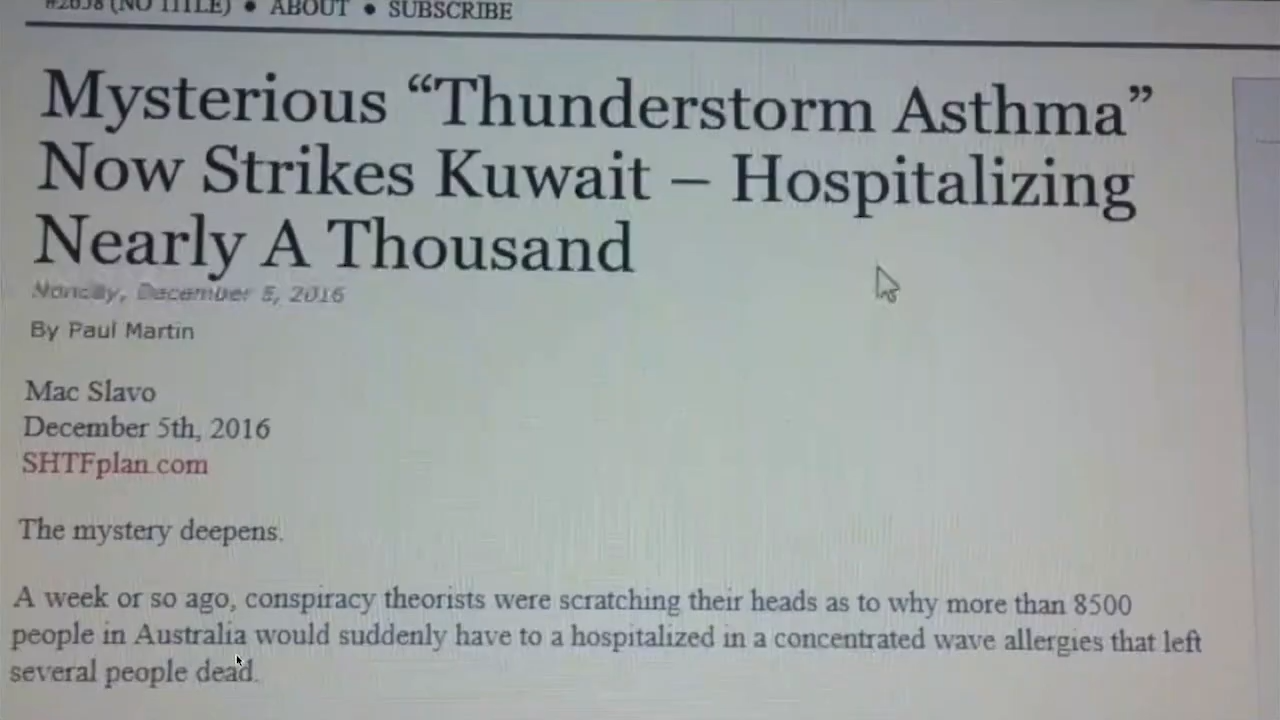 (NO TITLE) • ABOUT • SUBSCRIBE
Mysterious “Thunderstorm Asthma”
Now Strikes Kuwait – Hospitalizing
Nearly A Thousand
Monday, December 5, 2016
By Paul Martin
Mac Slavo
December 5th, 2016
SHTFplan.com
The mystery deepens.
A week or so ago, conspiracy theorists were scratching their heads as to why more than 8500
people in Australia would suddenly have to a hospitalized in a concentrated wave allergies that left
several people dead.